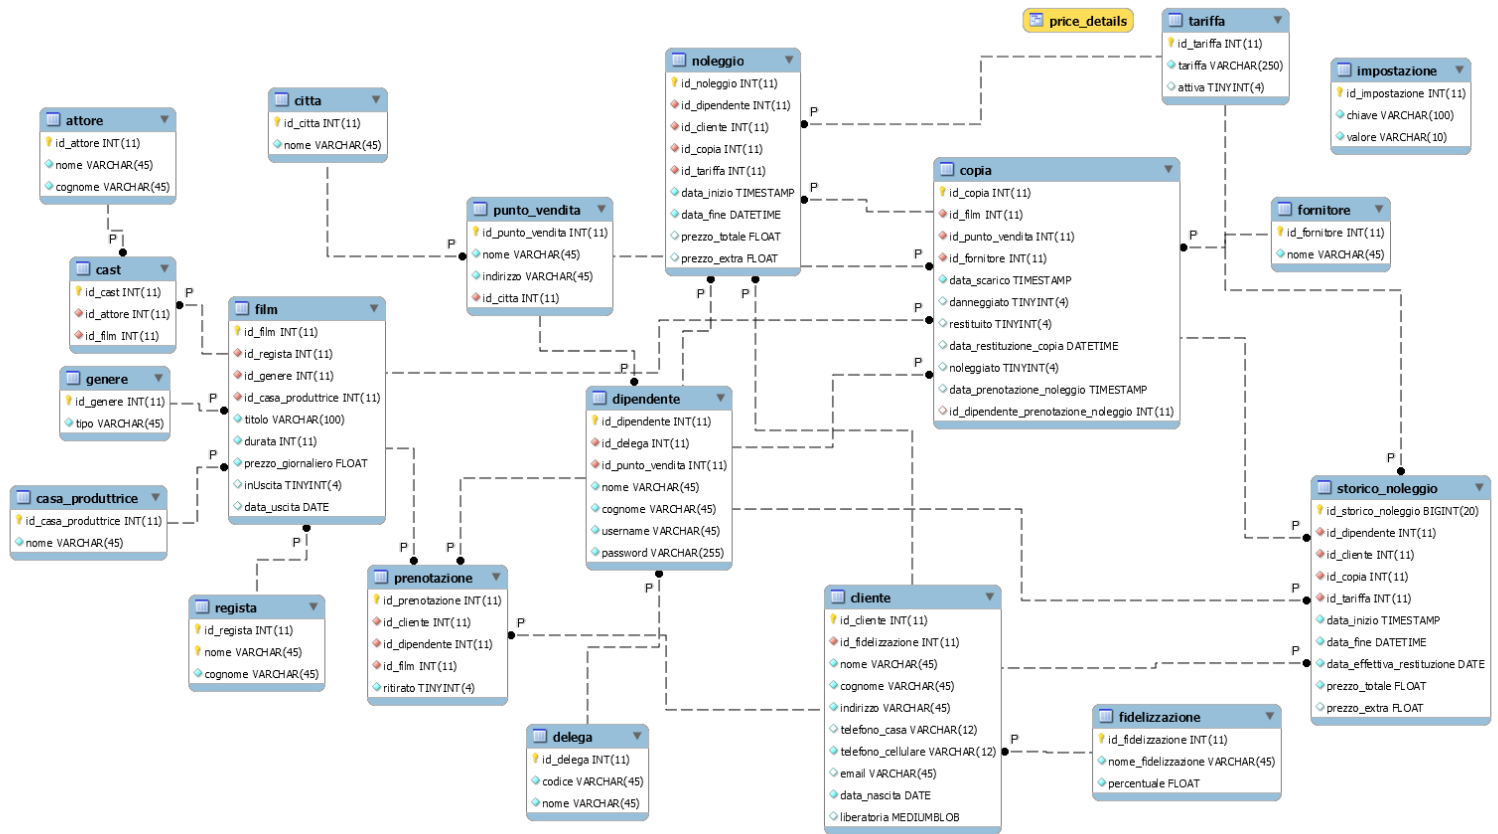 price_details
tariffa
id_tariffa INT(11)
tariffa VARCHAR(250)
attiva TINYINT(4)
impostazione
id_impostazione INT(11)
chiave VARCHAR(100)
valore VARCHAR(10)
noleggio
id_noleggio INT(11)
id_dipendente INT(11)
id_cliente INT(11)
id_copia INT(11)
id_tariffa INT(11)
data_inizio TIMESTAMP
data_fine DATETIME
prezzo_totale FLOAT
prezzo_extra FLOAT
P
P
P
P
citta
id_citta INT(11)
nome VARCHAR(45)
attore
id_attore INT(11)
nome VARCHAR(45)
cognome VARCHAR(45)
P
copia
id_copia INT(11)
id_film INT(11)
id_punto_vendita INT(11)
id_fornitore INT(11)
data_scarico TIMESTAMP
danneggiato TINYINT(4)
restituito TINYINT(4)
data_restituzione_copia DATETIME
noleggiato TINYINT(4)
data_prenotazione_noleggio TIMESTAMP
id_dipendente_prenotazione_noleggio INT(11)
P
P
P
P
fornitore
id_fornitore INT(11)
nome VARCHAR(45)
punto_vendita
id_punto_vendita INT(11)
nome VARCHAR(45)
indirizzo VARCHAR(45)
id_citta INT(11)
P
cast
id_cast INT(11)
id_attore INT(11)
id_film INT(11)
P
film
id_film INT(11)
id_regista INT(11)
id_genere INT(11)
id_casa_produttrice INT(11)
titolo VARCHAR(100)
durata INT(11)
prezzo_giornaliero FLOAT
inUscita TINYINT(4)
data_uscita DATE
P
P
P
genere
id_genere INT(11)
tipo VARCHAR(45)
casa_produttrice
id_casa_produttrice INT(11)
nome VARCHAR(45)
dipendente
id_dipendente INT(11)
id_delega INT(11)
id_punto_vendita INT(11)
nome VARCHAR(45)
cognome VARCHAR(45)
username VARCHAR(45)
password VARCHAR(255)
P
P
storico_noleggio
id_storico_noleggio BIGINT(20)
id_dipendente INT(11)
id_cliente INT(11)
id_copia INT(11)
id_tariffa INT(11)
data_inizio TIMESTAMP
data_fine DATETIME
data_effettiva_restituzione DATE
prezzo_totale FLOAT
prezzo_extra FLOAT
P
P
P
P
regista
id_regista INT(11)
nome VARCHAR(45)
cognome VARCHAR(45)
prenotazione
id_prenotazione INT(11)
id_cliente INT(11)
id_dipendente INT(11)
id_film INT(11)
ritirato TINYINT(4)
P
P
P
cliente
id_cliente INT(11)
id_fidelizzazione INT(11)
nome VARCHAR(45)
cognome VARCHAR(45)
indirizzo VARCHAR(45)
telefono_casa VARCHAR(12)
telefono_cellulare VARCHAR(12)
email VARCHAR(45)
data_nascita DATE
liberatoria MEDIUMBLOB
P
fidelizzazione
id_fidelizzazione INT(11)
nome_fidelizzazione VARCHAR(45)
percentuale FLOAT
delega
id_delega INT(11)
codice VARCHAR(45)
nome VARCHAR(45)